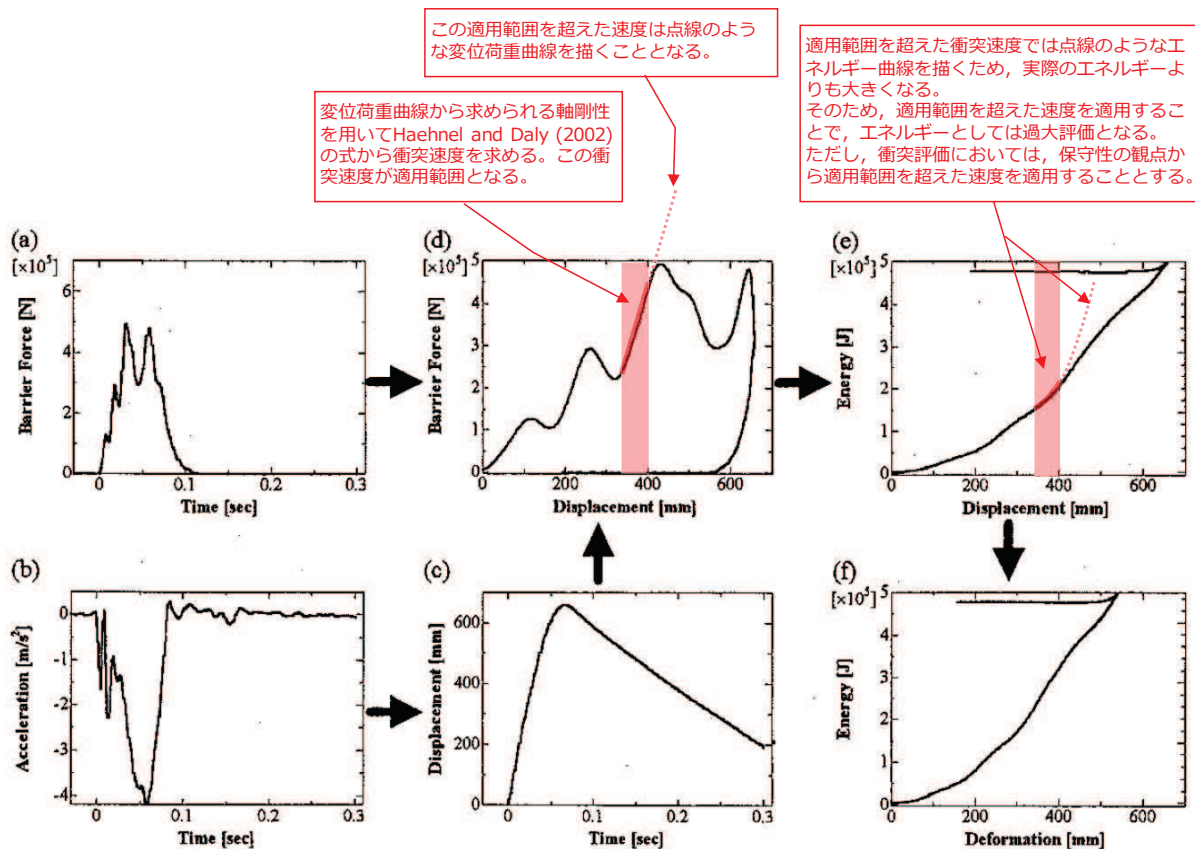 この適用範囲を超えた速度は点線のよう
な変位荷重曲線を描くこととなる。
適用範囲を超えた衝突速度では点線のようなエ
ネルギー曲線を描くため，実際のエネルギーよ
りも大きくなる。
そのため，適用範囲を超えた速度を適用するこ
とで，エネルギーとしては過大評価となる。
ただし，衝突評価においては，保守性の観点か
ら適用範囲を超えた速度を適用することとする。
変位荷重曲線から求められる軸剛性
を用いてHaehnel and Daly (2002)
の式から衝突速度を求める。この衝
突速度が適用範囲となる。
(a)
[×10⁵]
6
4
2
0
Barrier Force [N]
0
0.1
0.2
0.3
Time [sec]
(d)
[×10⁵]
5
4
3
2
1
0
Barrier Force [N]
0
200
400
600
Displacement [mm]
(e)
[×10⁵]
5
4
3
2
1
0
Energy [J]
0
200
400
600
Displacement [mm]
(b)
0
-1
-2
-3
-4
Acceleration [m/s²]
0
0.1
0.2
0.3
Time [sec]
(c)
600
400
200
0
Displacement [mm]
0
0.1
0.2
0.3
Time [sec]
(f)
[×10⁵]
5
4
3
2
1
0
Energy [J]
0
200
400
600
Deformation [mm]